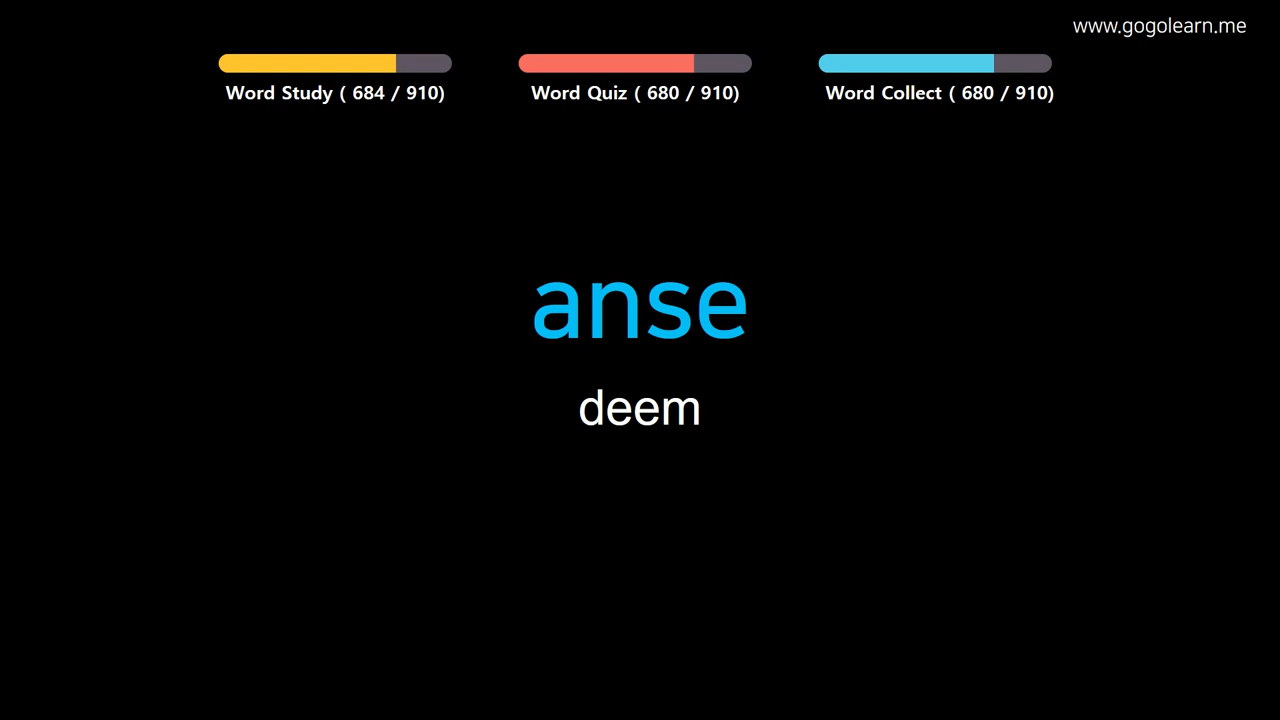 www.gogolearn.me
Word Study ( 684 / 910)
Word Quiz ( 680 / 910)
Word Collect ( 680 / 910)
anse
deem